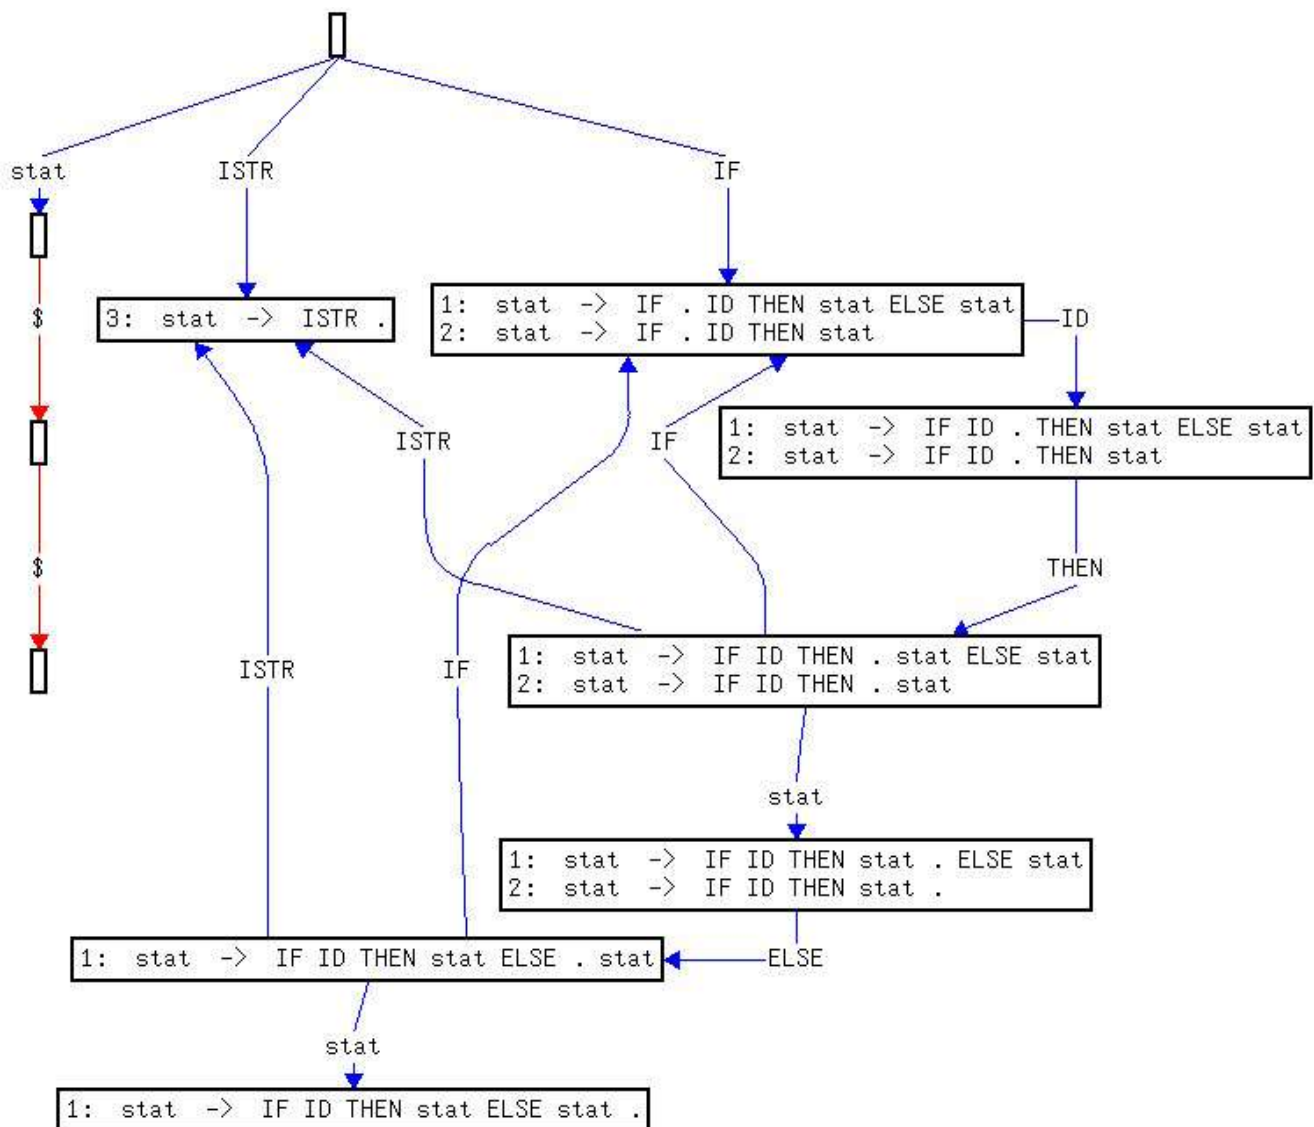 stat
ISTR
IF
$
3: stat -> ISTR .
1: stat -> IF . ID THEN stat ELSE stat
2: stat -> IF . ID THEN stat
ID
ISTR
IF
1: stat -> IF ID . THEN stat ELSE stat
2: stat -> IF ID . THEN stat
$
THEN
ISTR
IF
1: stat -> IF ID THEN . stat ELSE stat
2: stat -> IF ID THEN . stat
stat
1: stat -> IF ID THEN stat . ELSE stat
2: stat -> IF ID THEN stat .
1: stat -> IF ID THEN stat ELSE . stat
ELSE
stat
1: stat -> IF ID THEN stat ELSE stat .